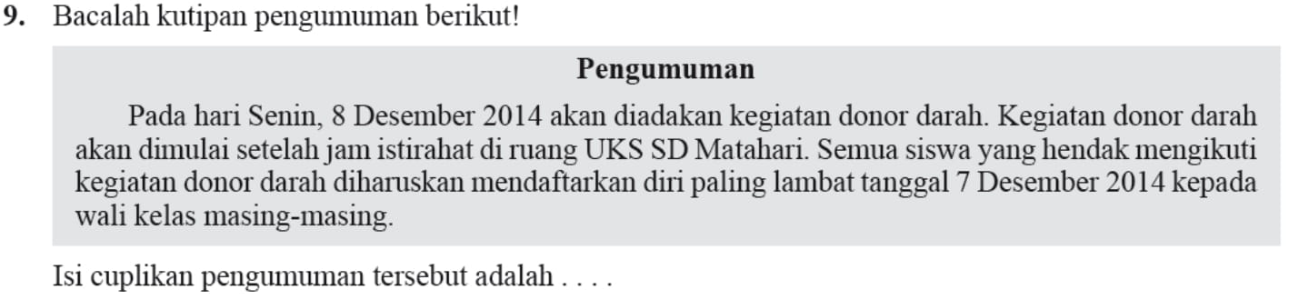 9. Bacalah kutipan pengumuman berikut!
Pengumuman
Pada hari Senin, 8 Desember 2014 akan diadakan kegiatan donor darah. Kegiatan donor darah
akan dimulai setelah jam istirahat di ruang UKS SD Matahari. Semua siswa yang hendak mengikuti
kegiatan donor darah diharuskan mendaftarkan diri paling lambat tanggal 7 Desember 2014 kepada
wali kelas masing-masing.
Isi cuplikan pengumuman tersebut adalah . . . .